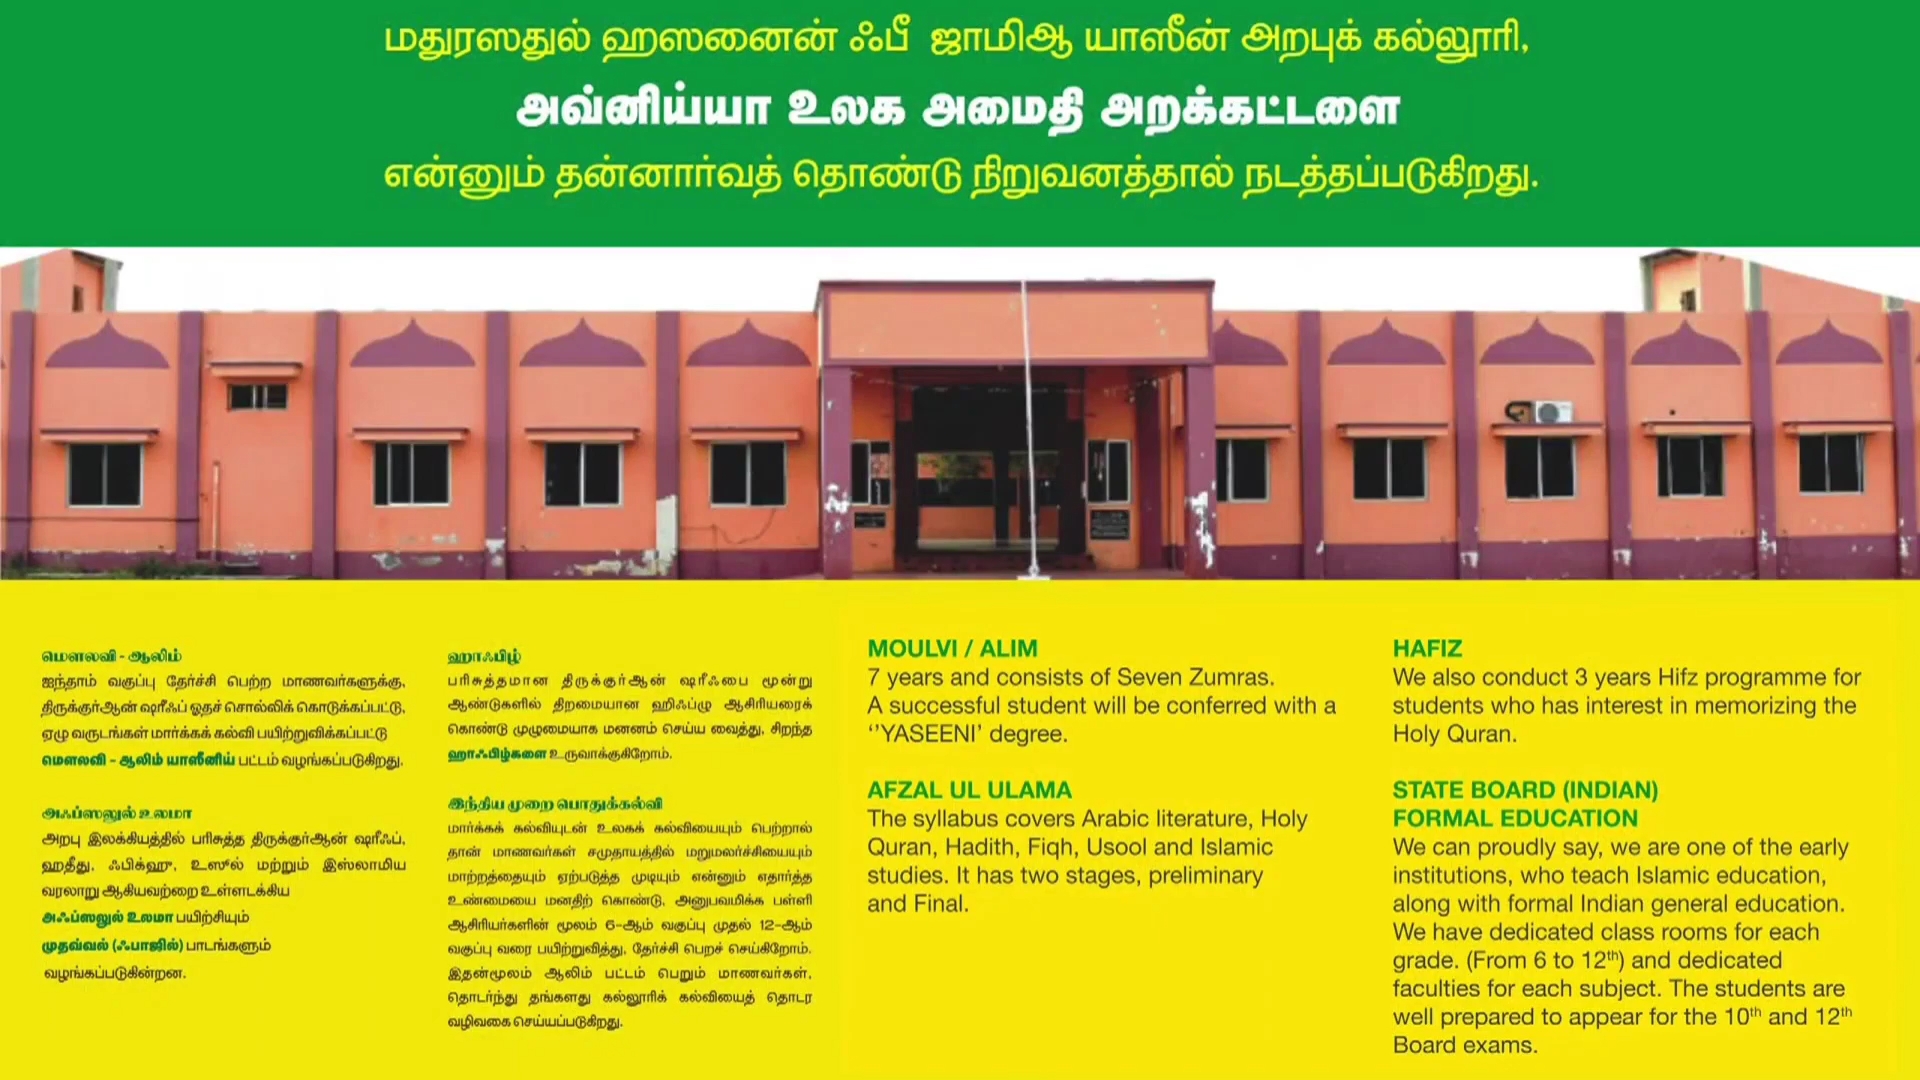 மதுரஸதுல் ஹஸனைன் ஃபீ ஜாமிஆ யாஸீன் அறபுக் கல்லூரி,
அவ்னிய்யா உலக அமைதி அறக்கட்டளை
என்னும் தன்னார்வத் தொண்டு நிறுவனத்தால் நடத்தப்படுகிறது.
மௌலவி - ஆலிம்
ஐந்தாம் வகுப்பு தேர்ச்சி பெற்ற மாணவர்களுக்கு,
திருக்குர்ஆன் ஷரீஃப் ஓதச் சொல்லிக் கொடுக்கப்பட்டு,
ஏழு வருடங்கள் மார்க்கக் கல்வி பயிற்றுவிக்கப்பட்டு
மௌலவி - ஆலிம் யாஸீனிய் பட்டம் வழங்கப்படுகிறது.
அஃப்ஸலுல் உலமா
அறபு இலக்கியத்தில் பரிசுத்த திருக்குர்ஆன் ஷரீஃப்,
ஹதீது, ஃபிக்ஹு, உஸூல் மற்றும் இஸ்லாமிய
வரலாறு ஆகியவற்றை உள்ளடக்கிய
அஃப்ஸலுல் உலமா பயிற்சியும்
முதவ்வல் (ஃபாஜில்) பாடங்களும்
வழங்கப்படுகின்றன.
ஹாஃபிழ்
பரிசுத்தமான திருக்குர்ஆன் ஷரீஃபை மூன்று
ஆண்டுகளில் திறமையான ஹிஃப்ழு ஆசிரியரைக்
கொண்டு முழுமையாக மனனம் செய்ய வைத்து, சிறந்த
ஹாஃபிழ்களை உருவாக்குகிறோம்.
இந்திய முறை பொதுக்கல்வி
மார்க்கக் கல்வியுடன் உலகக் கல்வியையும் பெற்றால்
தான் மாணவர்கள் சமுதாயத்தில் மறுமலர்ச்சியையும்
மாற்றத்தையும் ஏற்படுத்த முடியும் என்னும் எதார்த்த
உண்மையை மனதிற் கொண்டு, அனுபவமிக்க பள்ளி
ஆசிரியர்களின் மூலம் 6-ஆம் வகுப்பு முதல் 12-ஆம்
வகுப்பு வரை பயிற்றுவித்து, தேர்ச்சி பெறச் செய்கிறோம்.
இதன்மூலம் ஆலிம் பட்டம் பெறும் மாணவர்கள்,
தொடர்ந்து தங்களது கல்லூரிக் கல்வியைத் தொடர
வழிவகை செய்யப்படுகிறது.
MOULVI / ALIM
7 years and consists of Seven Zumras.
A successful student will be conferred with a
‘’YASEENI’ degree.
AFZAL UL ULAMA
The syllabus covers Arabic literature, Holy
Quran, Hadith, Fiqh, Usool and Islamic
studies. It has two stages, preliminary
and Final.
HAFIZ
We also conduct 3 years Hifz programme for
students who has interest in memorizing the
Holy Quran.
STATE BOARD (INDIAN)
FORMAL EDUCATION
We can proudly say, we are one of the early
institutions, who teach Islamic education,
along with formal Indian general education.
We have dedicated class rooms for each
grade. (From 6 to 12th) and dedicated
faculties for each subject. The students are
well prepared to appear for the 10th and 12th
Board exams.